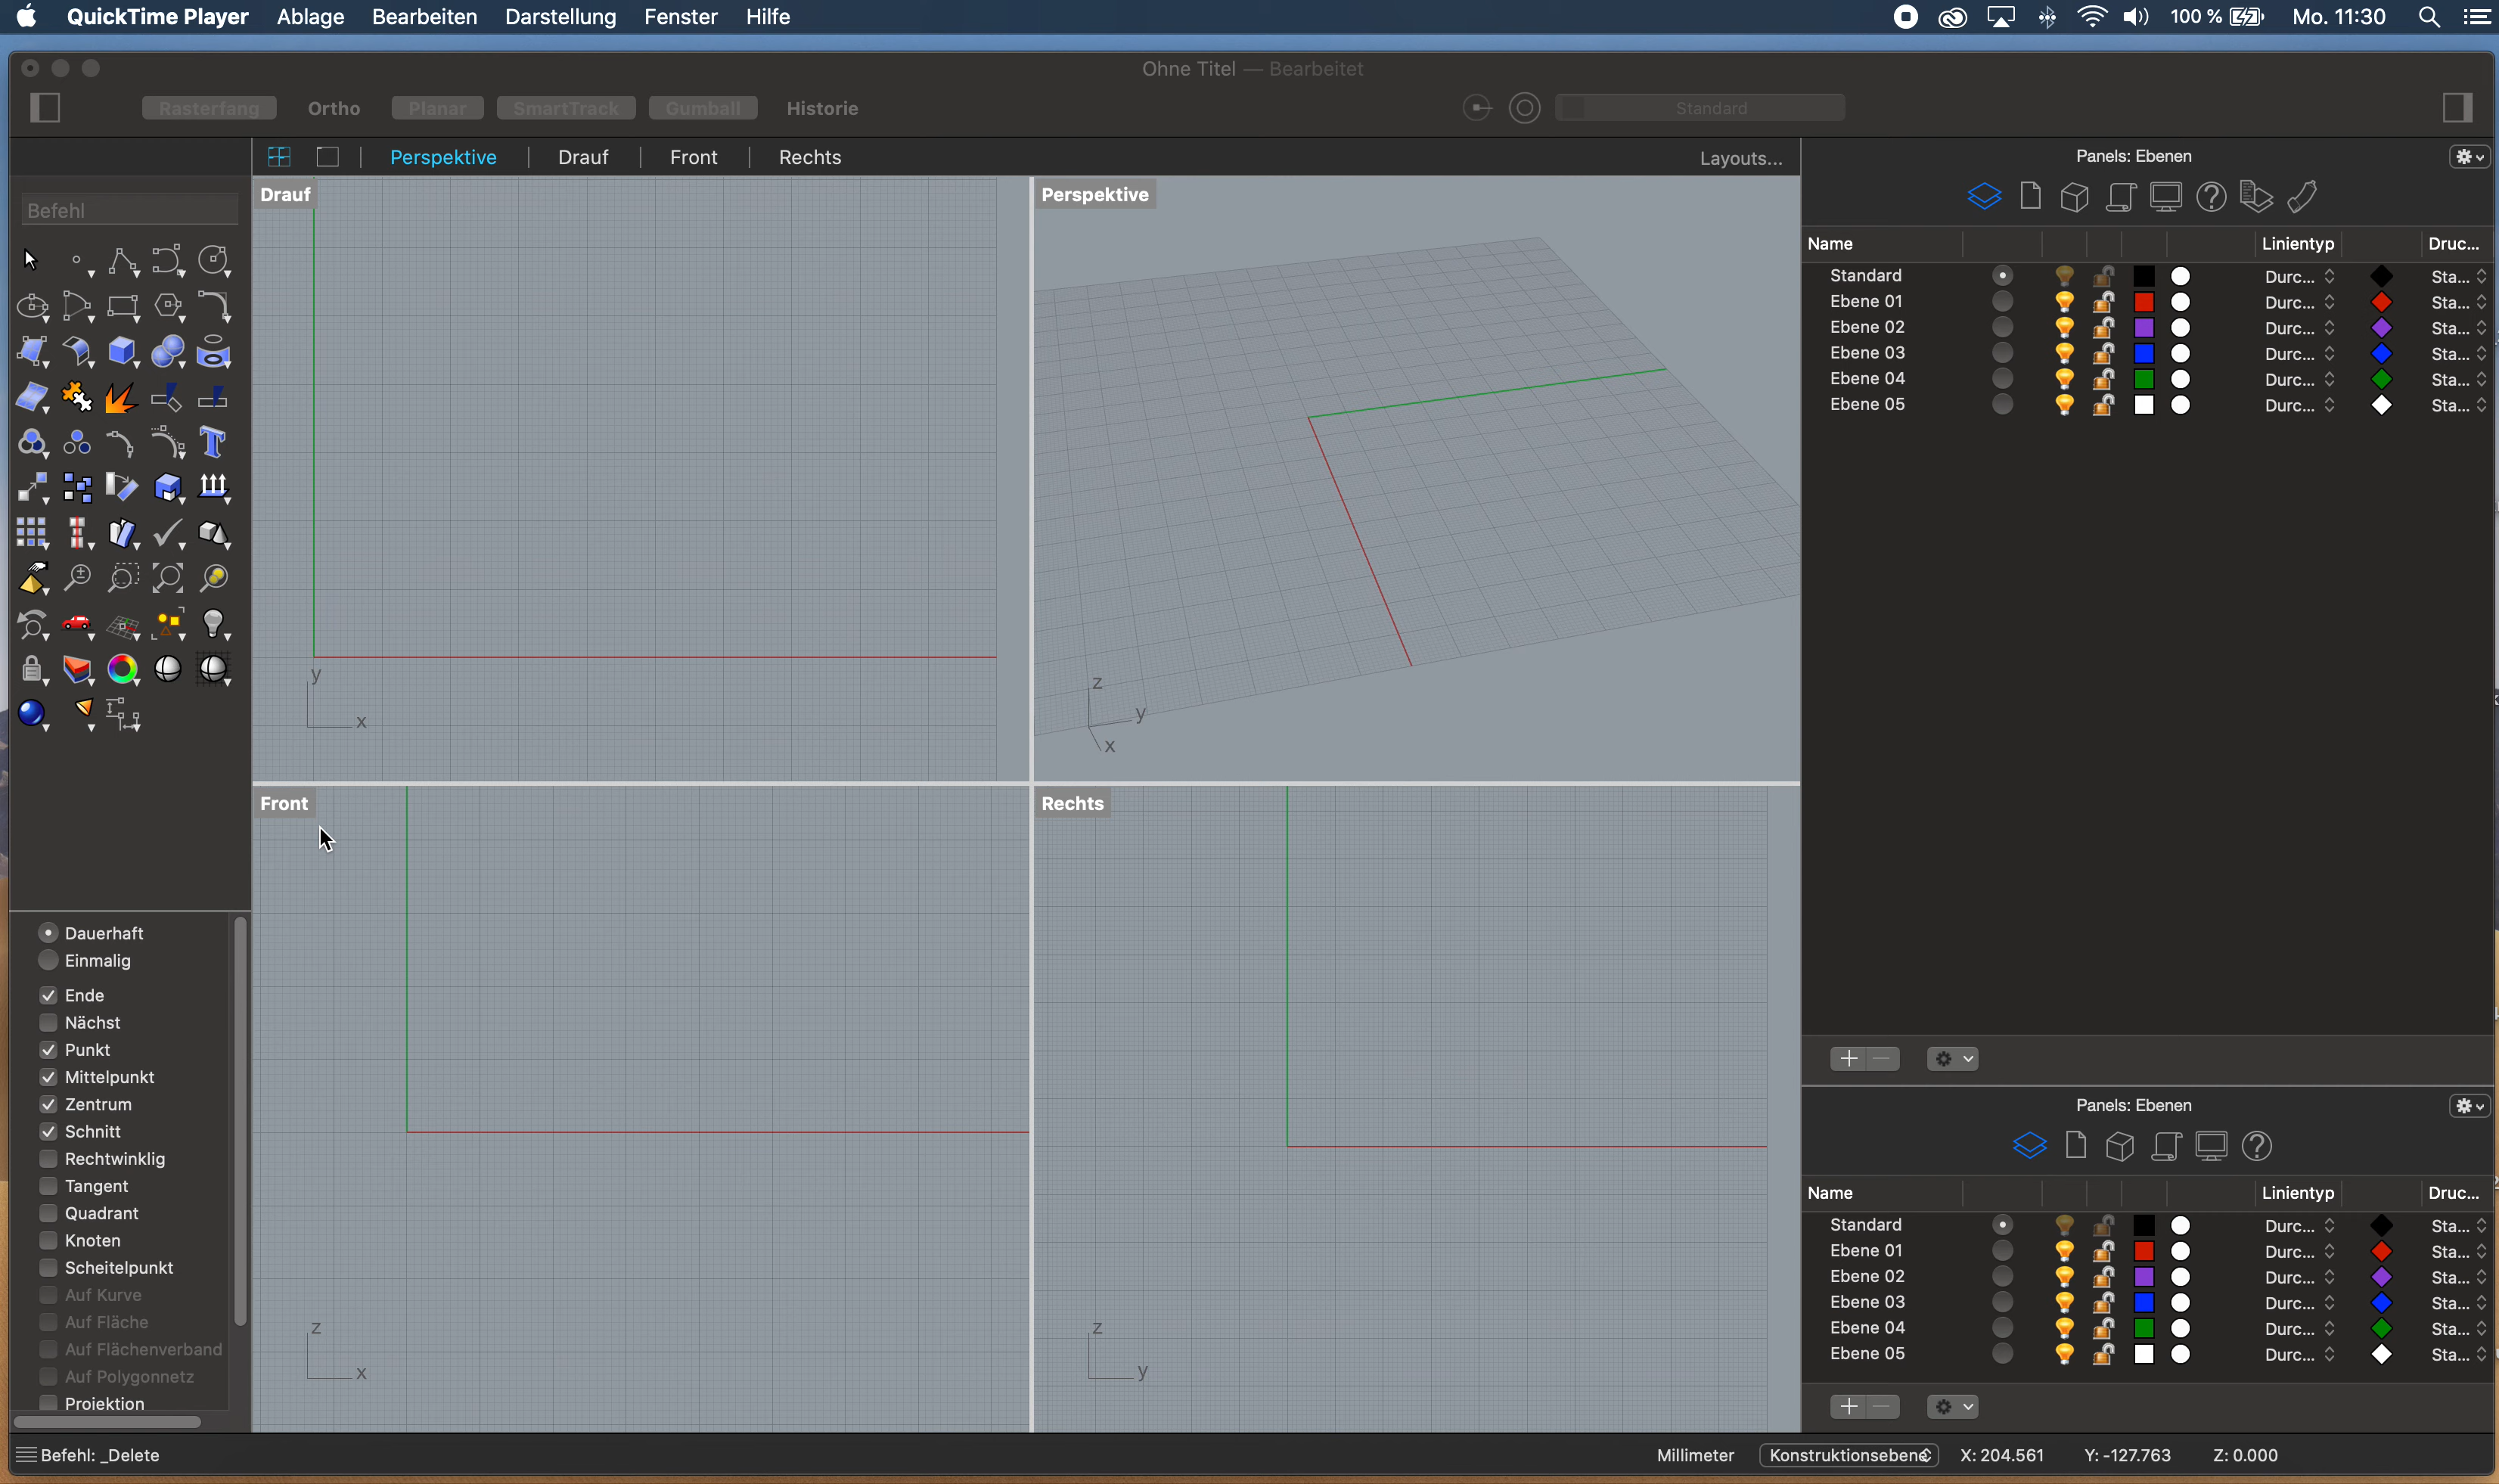 QuickTime Player Ablage Bearbeiten Darstellung Fenster Hilfe 100 % Mo. 11:30
Ohne Titel — Bearbeitet
Rasterfang Ortho Planar SmartTrack Gumball Historie Standard
Perspektive Drauf Front Rechts Layouts...
Befehl
Drauf
y
x
Perspektive
z
y
x
Front
z
x
Rechts
z
y
Dauerhaft
Einmalig
Ende
Nächst
Punkt
Mittelpunkt
Zentrum
Schnitt
Rechtwinklig
Tangent
Quadrant
Knoten
Scheitelpunkt
Auf Kurve
Auf Fläche
Auf Flächenverband
Auf Polygonnetz
Projektion
Panels: Ebenen
Name Linientyp Druc...
Standard Durc... Sta...
Ebene 01 Durc... Sta...
Ebene 02 Durc... Sta...
Ebene 03 Durc... Sta...
Ebene 04 Durc... Sta...
Ebene 05 Durc... Sta...
Panels: Ebenen
Name Linientyp Druc...
Standard Durc... Sta...
Ebene 01 Durc... Sta...
Ebene 02 Durc... Sta...
Ebene 03 Durc... Sta...
Ebene 04 Durc... Sta...
Ebene 05 Durc... Sta...
Befehl: _Delete Millimeter Konstruktionsebene X: 204.561 Y: -127.763 Z: 0.000